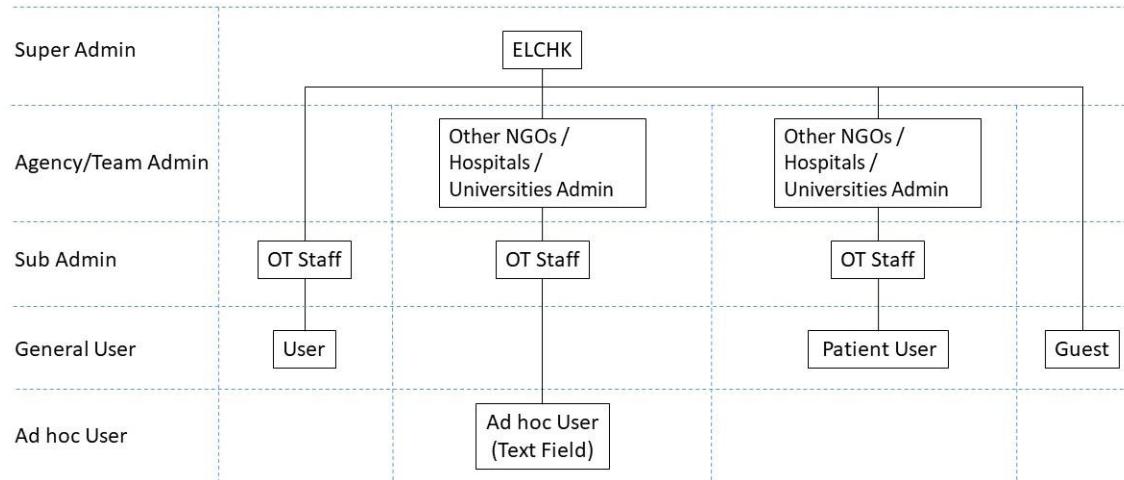 Super Admin
ELCHK
Agency/Team Admin
Other NGOs /
Hospitals /
Universities Admin
Other NGOs /
Hospitals /
Universities Admin
Sub Admin
OT Staff
OT Staff
OT Staff
General User
User
Patient User
Guest
Ad hoc User
Ad hoc User
(Text Field)